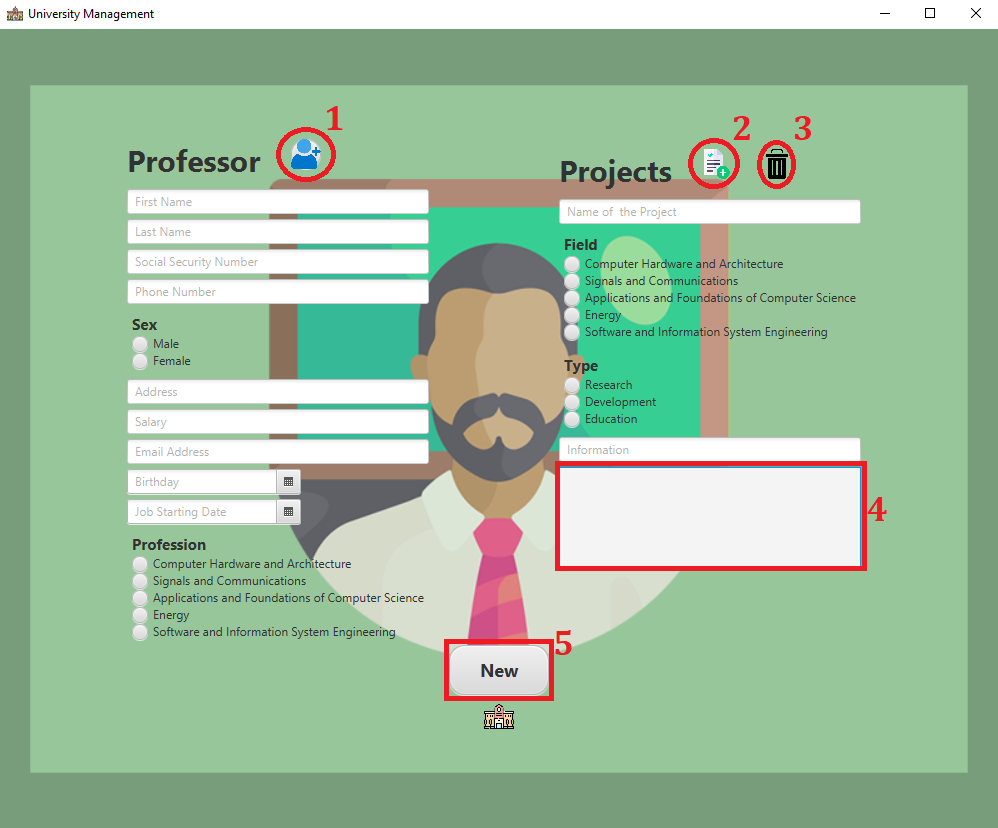 University Management
1
Professor
First Name
Last Name
Social Security Number
Phone Number
Sex
Male
Female
Address
Salary
Email Address
Birthday
Job Starting Date
Profession
Computer Hardware and Architecture
Signals and Communications
Applications and Foundations of Computer Science
Energy
Software and Information System Engineering
2
3
Projects
Name of  the Project
Field
Computer Hardware and Architecture
Signals and Communications
Applications and Foundations of Computer Science
Energy
Software and Information System Engineering
Type
Research
Development
Education
Information
4
5
New